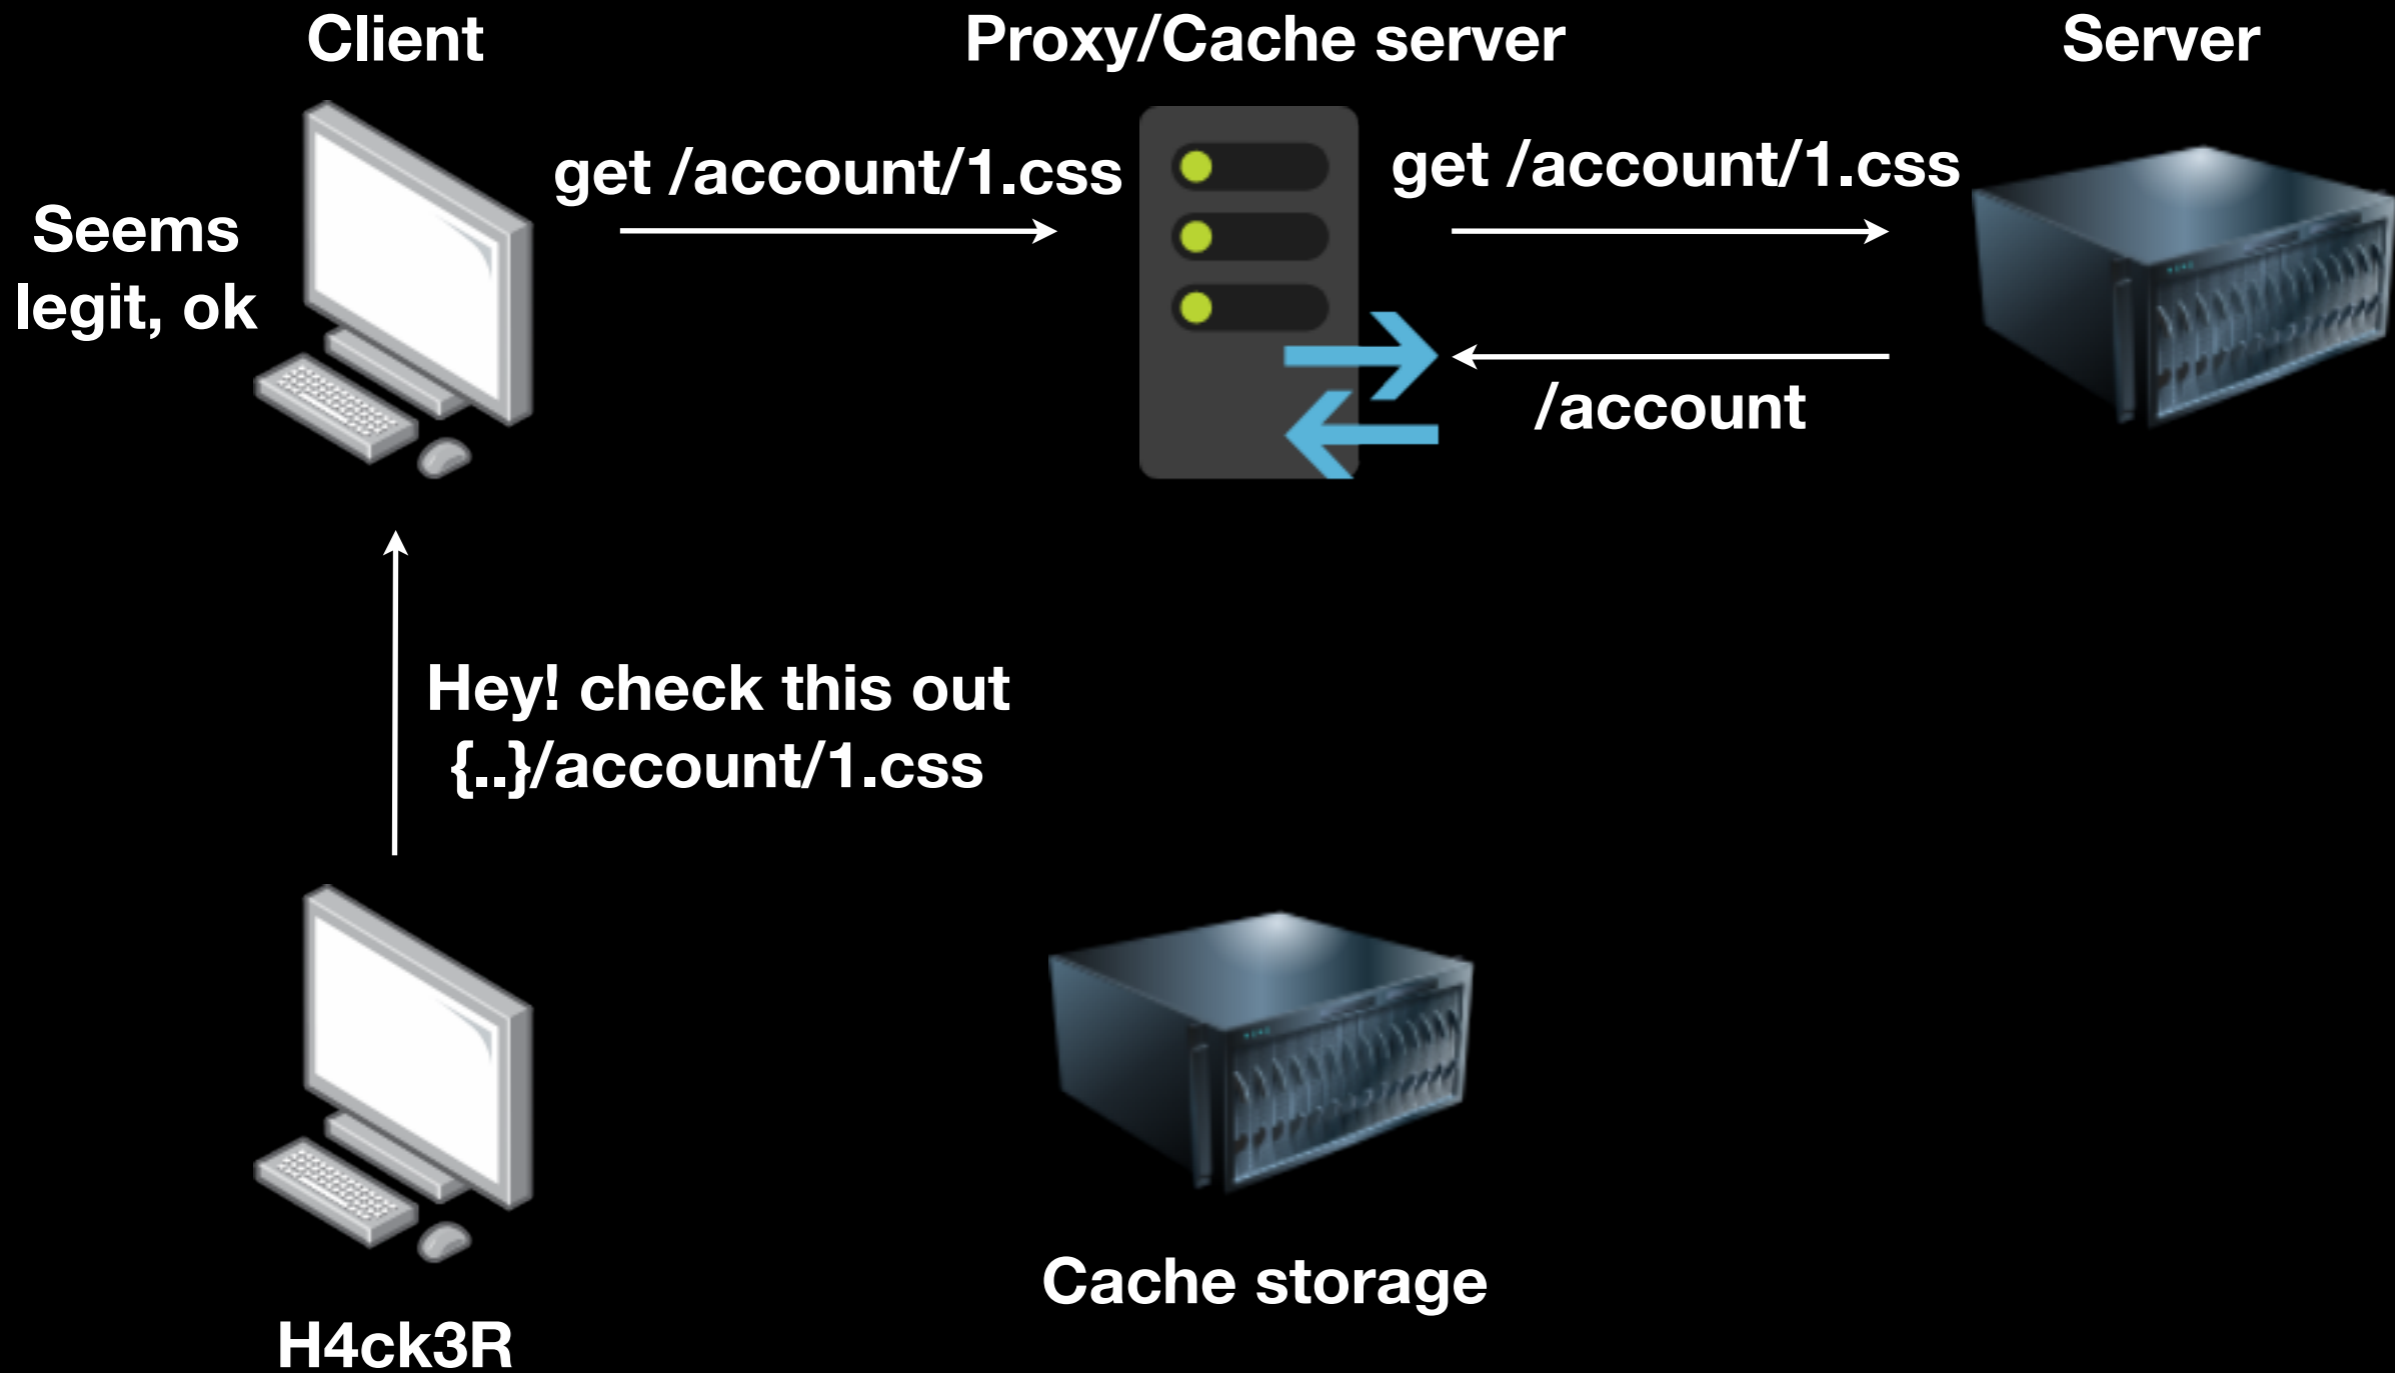 Client
Proxy/Cache server
Server
get /account/1.css
get /account/1.css
Seems
legit, ok
/account
Hey! check this out
{..}/account/1.css
Cache storage
H4ck3R